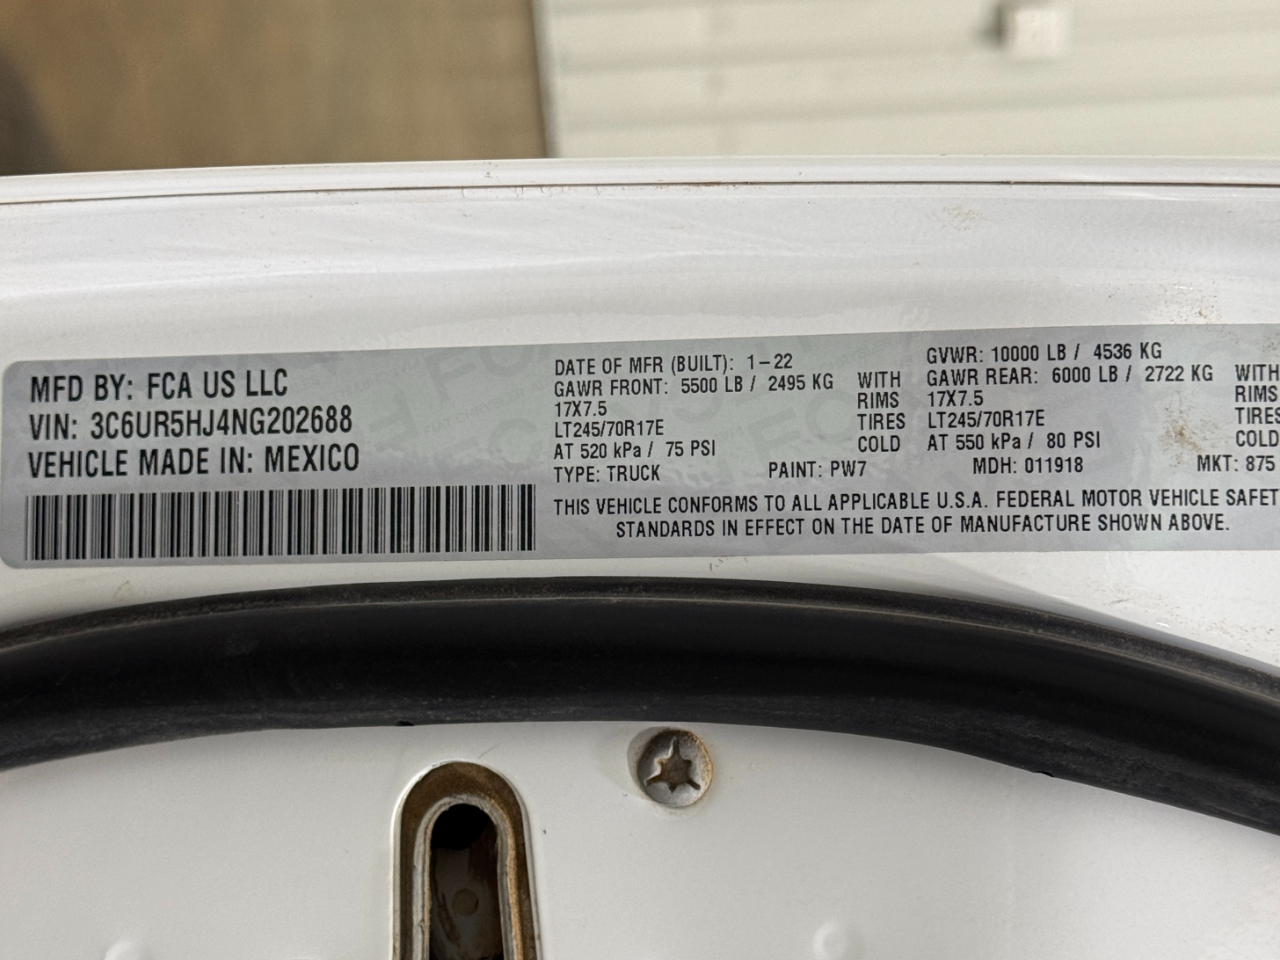 MFD BY: FCA US LLC
VIN: 3C6UR5HJ4NG202688
VEHICLE MADE IN: MEXICO
DATE OF MFR (BUILT): 1-22
GAWR FRONT: 5500 LB / 2495 KG WITH
17X7.5 RIMS
LT245/70R17E TIRES
AT 520 kPa / 75 PSI COLD
GVWR: 10000 LB / 4536 KG
GAWR REAR: 6000 LB / 2722 KG WITH
17X7.5 RIMS
LT245/70R17E TIRES
AT 550 kPa / 80 PSI COLD
TYPE: TRUCK PAINT: PW7 MDH: 011918 MKT: 875
THIS VEHICLE CONFORMS TO ALL APPLICABLE U.S.A. FEDERAL MOTOR VEHICLE SAFET
STANDARDS IN EFFECT ON THE DATE OF MANUFACTURE SHOWN ABOVE.